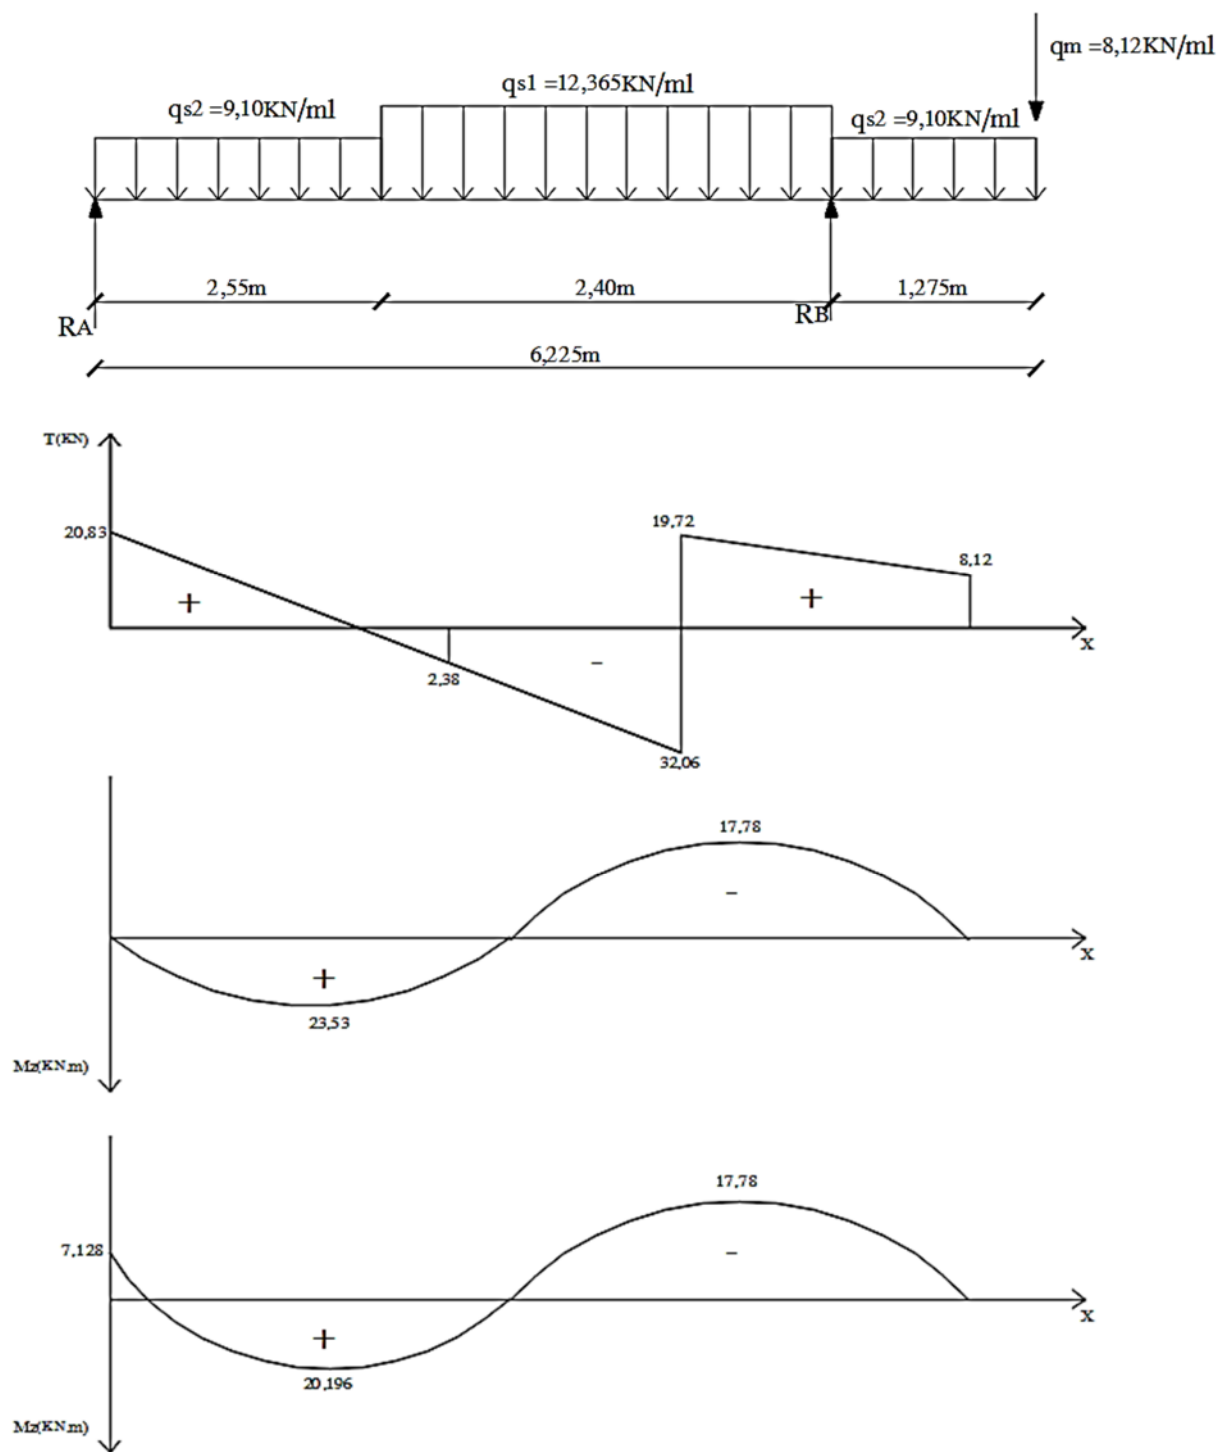 qm =8,12KN/ml
qs1 =12,365KN/ml
qs2 =9,10KN/ml
qs2 =9,10KN/ml
2,55m
2,40m
1,275m
RA
RB
6,225m
T(KN)
20,83
19,72
8,12
+
+
x
-
2,38
32,06
17,78
-
x
+
23,53
Mz(KN.m)
17,78
7,128
-
x
+
20,196
Mz(KN.m)